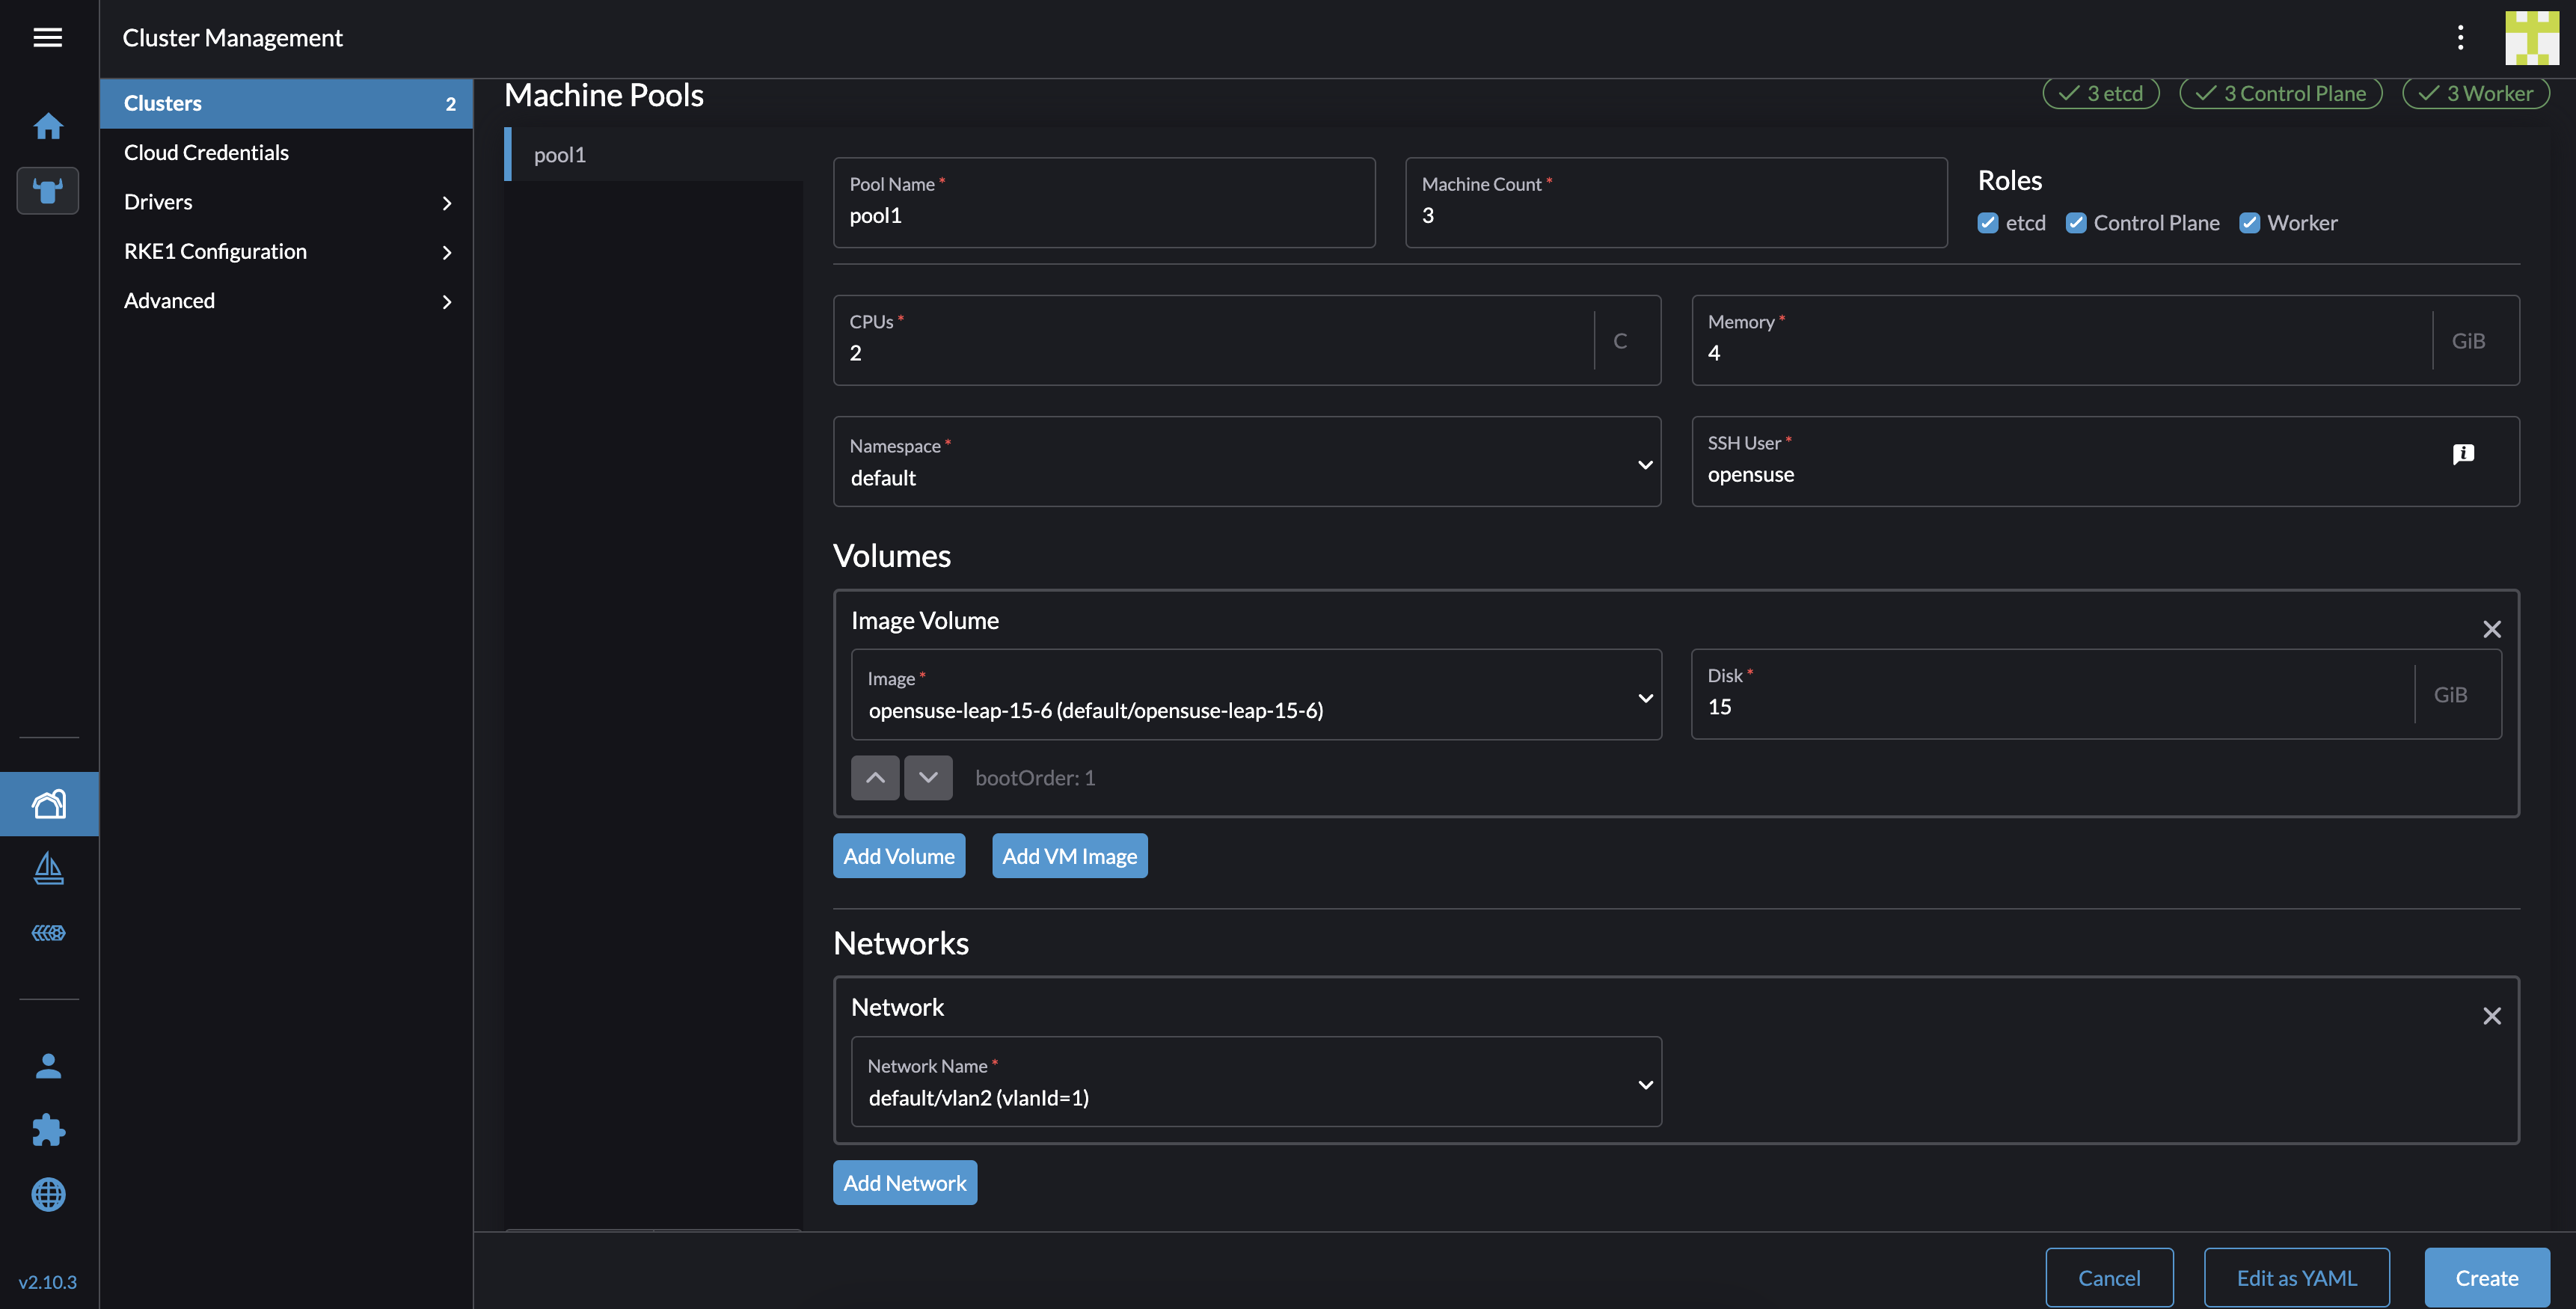 Cluster Management
Clusters 2
Cloud Credentials
Drivers
RKE1 Configuration
Advanced
v2.10.3
Machine Pools
3 etcd 3 Control Plane 3 Worker
pool1
Pool Name *
pool1
Machine Count *
3
Roles
etcd Control Plane Worker
CPUs *
2
C
Memory *
4
GiB
Namespace *
default
SSH User *
opensuse
Volumes
Image Volume
Image *
opensuse-leap-15-6 (default/opensuse-leap-15-6)
Disk *
15
GiB
bootOrder: 1
Add Volume Add VM Image
Networks
Network
Network Name *
default/vlan2 (vlanId=1)
Add Network
Cancel Edit as YAML Create